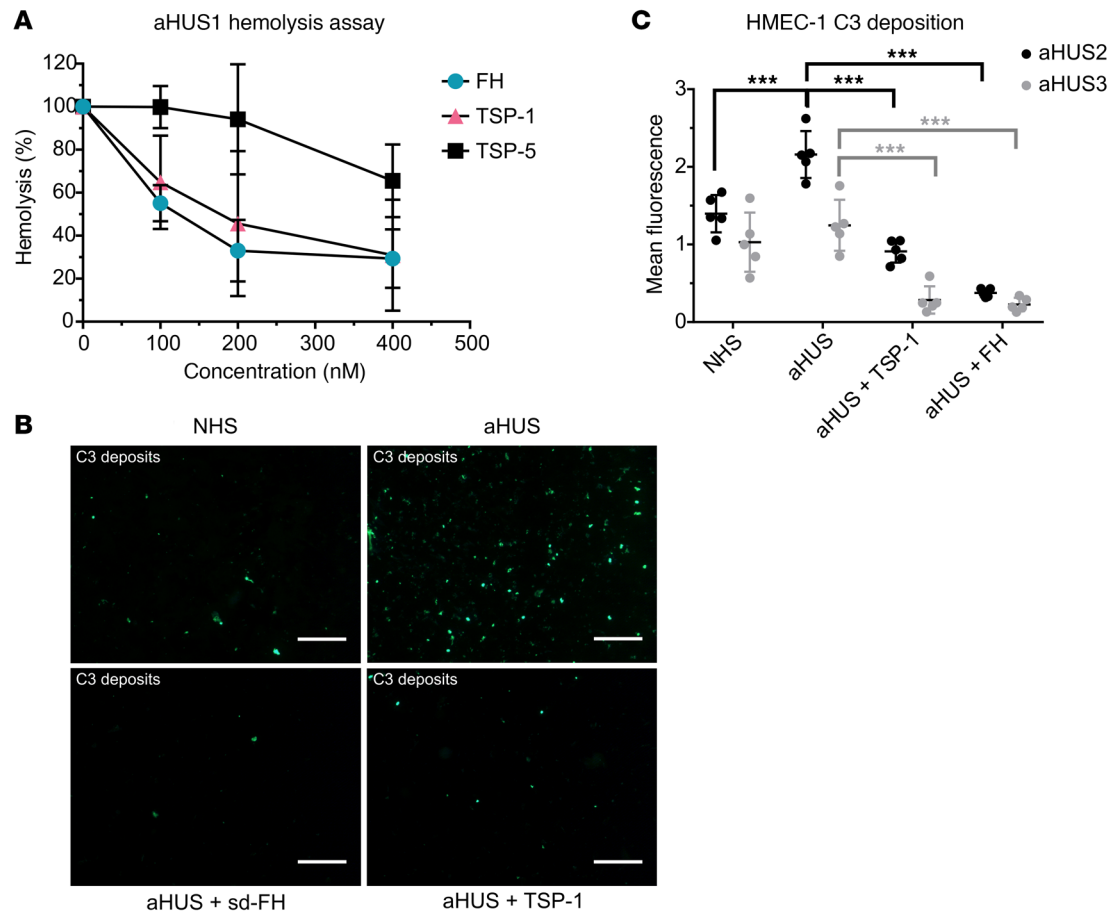 A
aHUS1 hemolysis assay
120
100
80
60
40
20
0
Hemolysis (%)
0
100
200
300
400
500
Concentration (nM)
FH
TSP-1
TSP-5
C
HMEC-1 C3 deposition
aHUS2
aHUS3
***
***
***
***
***
3
2
1
0
Mean fluorescence
NHS
aHUS
aHUS + TSP-1
aHUS + FH
B
NHS
aHUS
C3 deposits
C3 deposits
C3 deposits
C3 deposits
aHUS + sd-FH
aHUS + TSP-1